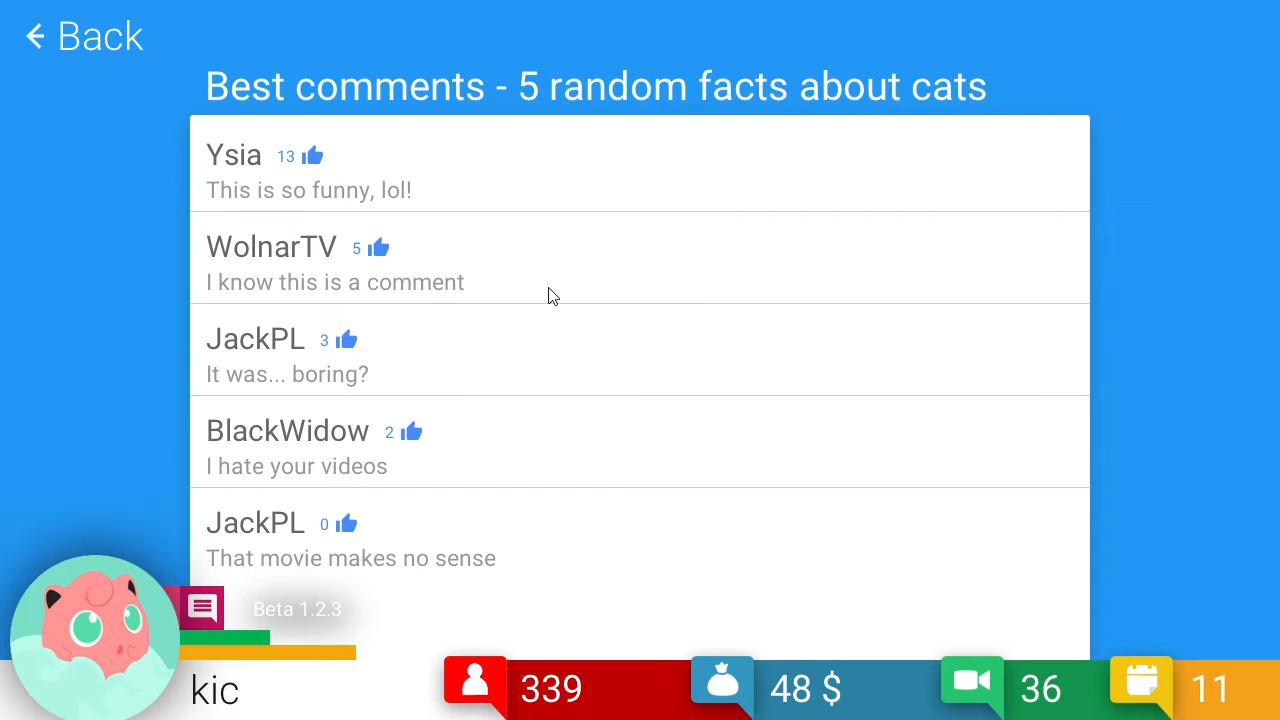 Back
Best comments - 5 random facts about cats
Ysia 13
This is so funny, lol!
WolnarTV 5
I know this is a comment
JackPL 3
It was... boring?
BlackWidow 2
I hate your videos
JackPL 0
That movie makes no sense
Beta 1.2.3
kic 339 48 $ 36 11